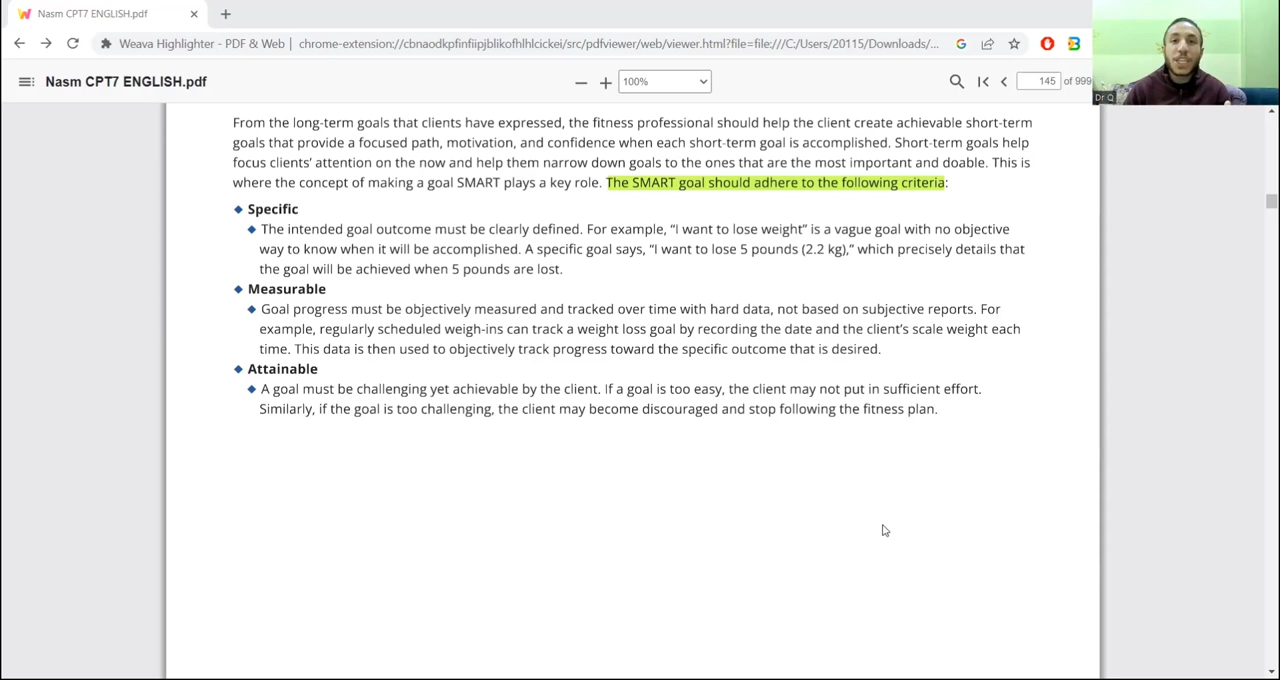 Nasm CPT7 ENGLISH.pdf
Weava Highlighter - PDF & Web | chrome-extension://cbnaodkpfinfiipjblikofhlhlcickei/src/pdfviewer/web/viewer.html?file=file:///C:/Users/20115/Downloads/...
Nasm CPT7 ENGLISH.pdf
100%
145 of 999
Dr Q
From the long-term goals that clients have expressed, the fitness professional should help the client create achievable short-term
goals that provide a focused path, motivation, and confidence when each short-term goal is accomplished. Short-term goals help
focus clients' attention on the now and help them narrow down goals to the ones that are the most important and doable. This is
where the concept of making a goal SMART plays a key role. The SMART goal should adhere to the following criteria:
Specific
The intended goal outcome must be clearly defined. For example, "I want to lose weight" is a vague goal with no objective
way to know when it will be accomplished. A specific goal says, "I want to lose 5 pounds (2.2 kg)," which precisely details that
the goal will be achieved when 5 pounds are lost.
Measurable
Goal progress must be objectively measured and tracked over time with hard data, not based on subjective reports. For
example, regularly scheduled weigh-ins can track a weight loss goal by recording the date and the client's scale weight each
time. This data is then used to objectively track progress toward the specific outcome that is desired.
Attainable
A goal must be challenging yet achievable by the client. If a goal is too easy, the client may not put in sufficient effort.
Similarly, if the goal is too challenging, the client may become discouraged and stop following the fitness plan.